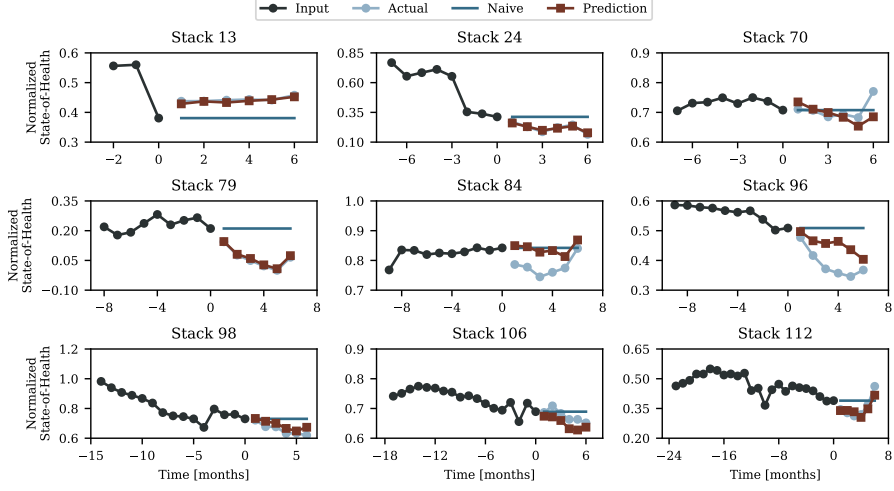 Input Actual Naive Prediction
Stack 13 Stack 24 Stack 70
Normalized
State-of-Health
0.6 0.5 0.4 0.3
−2 0 2 4 6
0.85 0.60 0.35 0.10
−6 −3 0 3 6
0.9 0.8 0.7 0.6
−6 −3 0 3 6
Stack 79 Stack 84 Stack 96
Normalized
State-of-Health
0.35 0.20 0.05 −0.10
−8 −4 0 4 8
1.0 0.9 0.8 0.7
−8 −4 0 4 8
0.6 0.5 0.4 0.3
−8 −4 0 4 8
Stack 98 Stack 106 Stack 112
Normalized
State-of-Health
1.2 1.0 0.8 0.6
−15 −10 −5 0 5
0.9 0.8 0.7 0.6
−18 −12 −6 0 6
0.65 0.50 0.35 0.20
−24 −16 −8 0 8
Time [months] Time [months] Time [months]